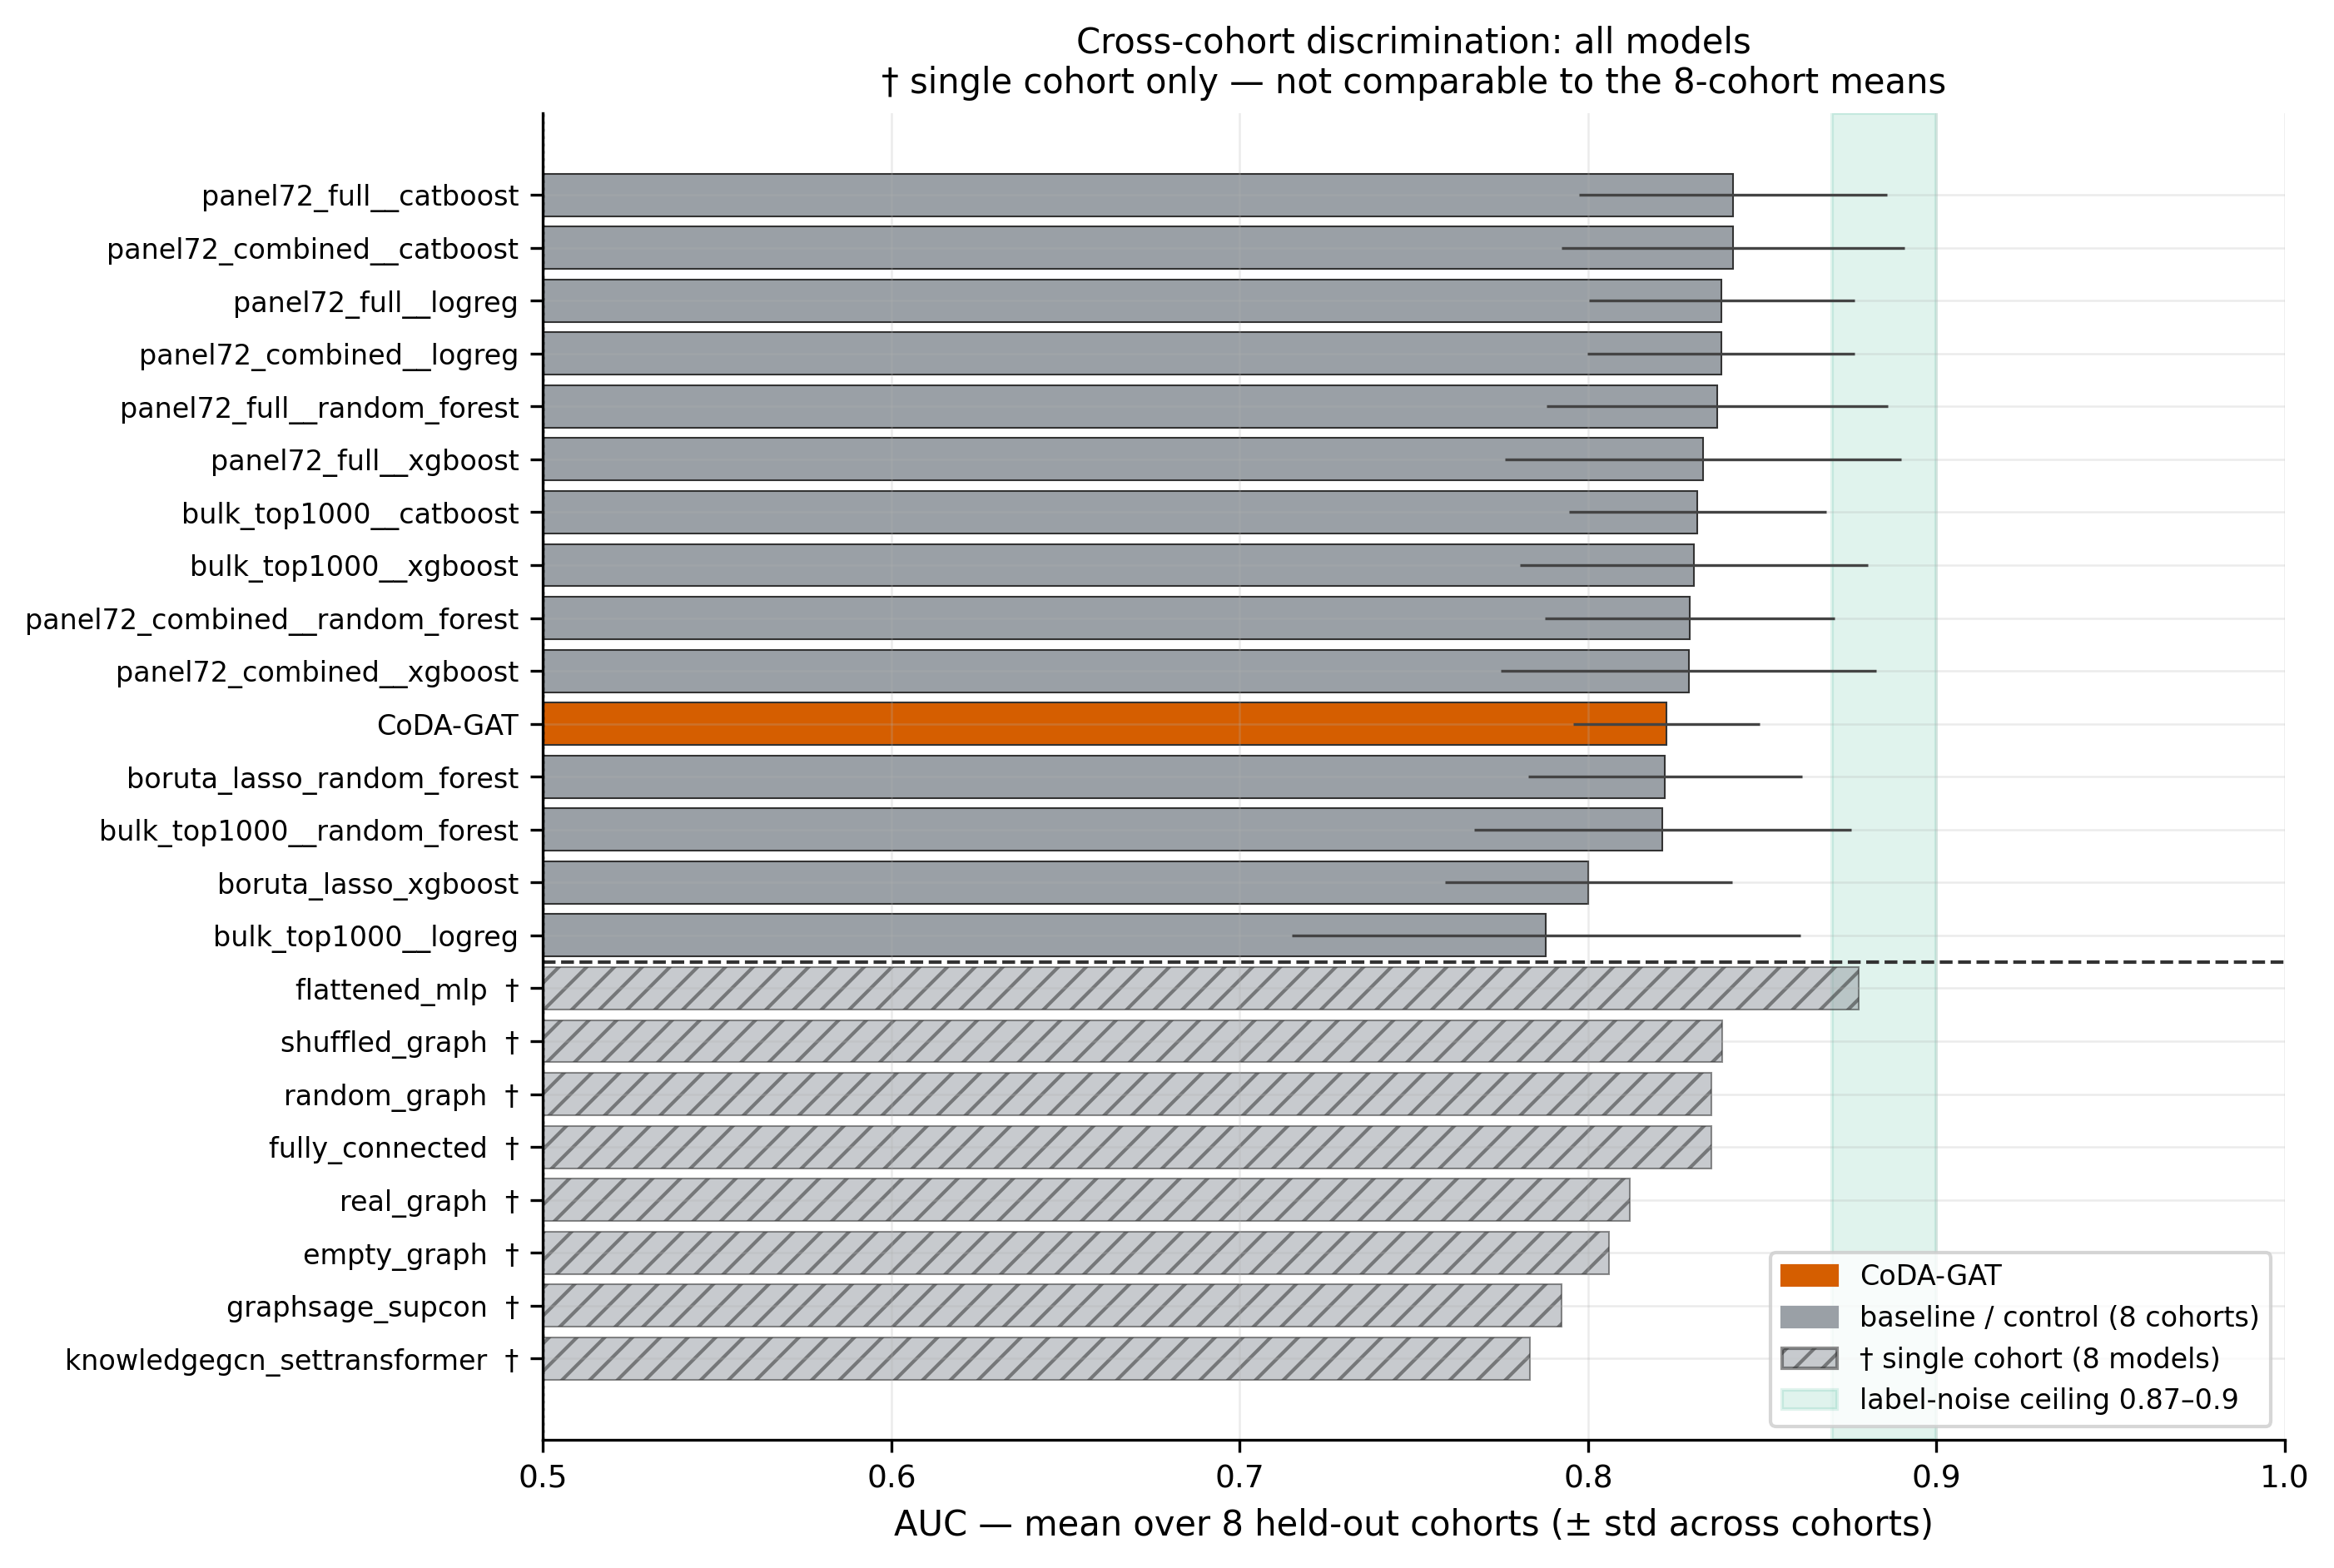 Cross-cohort discrimination: all models
† single cohort only — not comparable to the 8-cohort means
panel72_full__catboost
panel72_combined__catboost
panel72_full__logreg
panel72_combined__logreg
panel72_full__random_forest
panel72_full__xgboost
bulk_top1000__catboost
bulk_top1000__xgboost
panel72_combined__random_forest
panel72_combined__xgboost
CoDA-GAT
boruta_lasso_random_forest
bulk_top1000__random_forest
boruta_lasso_xgboost
bulk_top1000__logreg
flattened_mlp †
shuffled_graph †
random_graph †
fully_connected †
real_graph †
empty_graph †
graphsage_supcon †
knowledgegcn_settransformer †
CoDA-GAT
baseline / control (8 cohorts)
† single cohort (8 models)
label-noise ceiling 0.87–0.9
0.5 0.6 0.7 0.8 0.9 1.0
AUC — mean over 8 held-out cohorts (± std across cohorts)